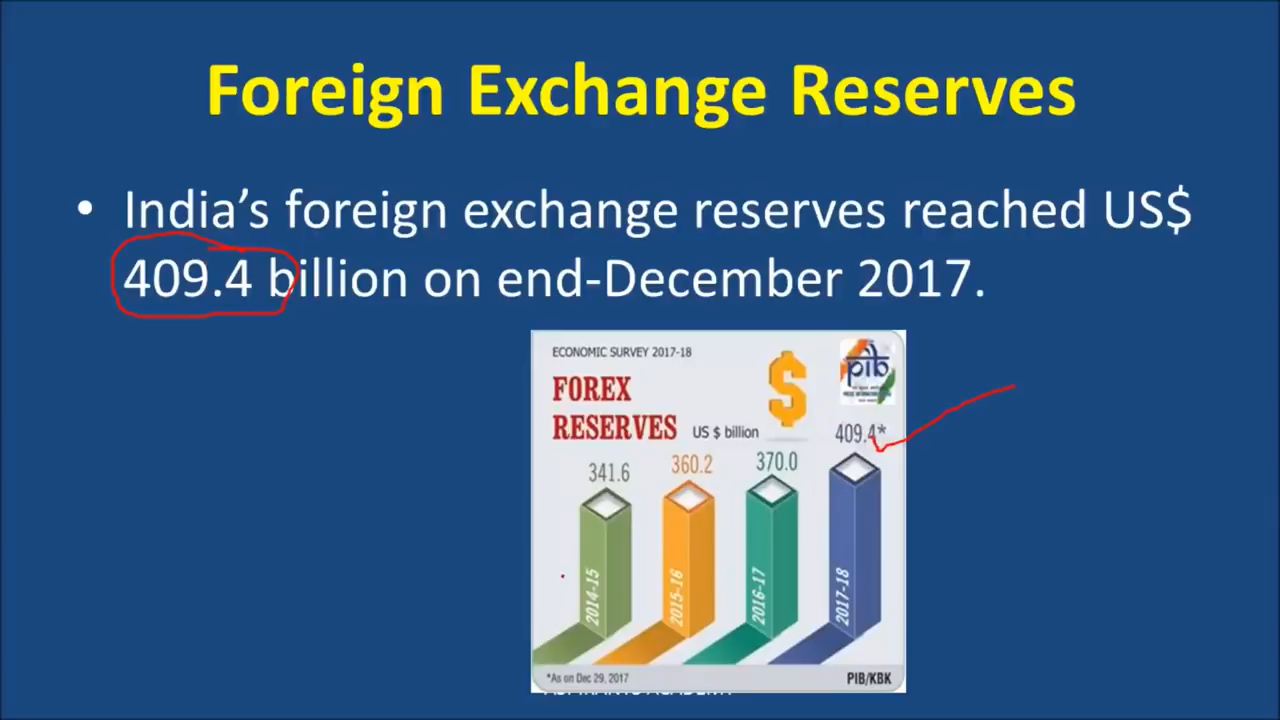 Foreign Exchange Reserves
• India’s foreign exchange reserves reached US$
409.4 billion on end-December 2017.
ECONOMIC SURVEY 2017-18
pib
FOREX
RESERVES US $ billion
409.4*
341.6
360.2
370.0
2014-15
2015-16
2016-17
2017-18
*As on Dec 29, 2017
PIB/KBK